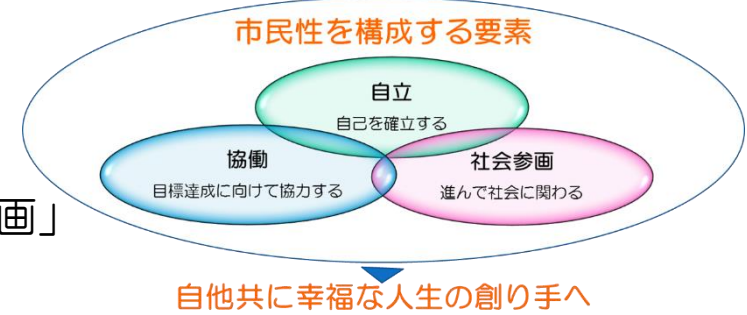 市民性を構成する要素
自立
自己を確立する
協働
目標達成に向けて協力する
社会参画
進んで社会に関わる
画」
自他共に幸福な人生の創り手へ